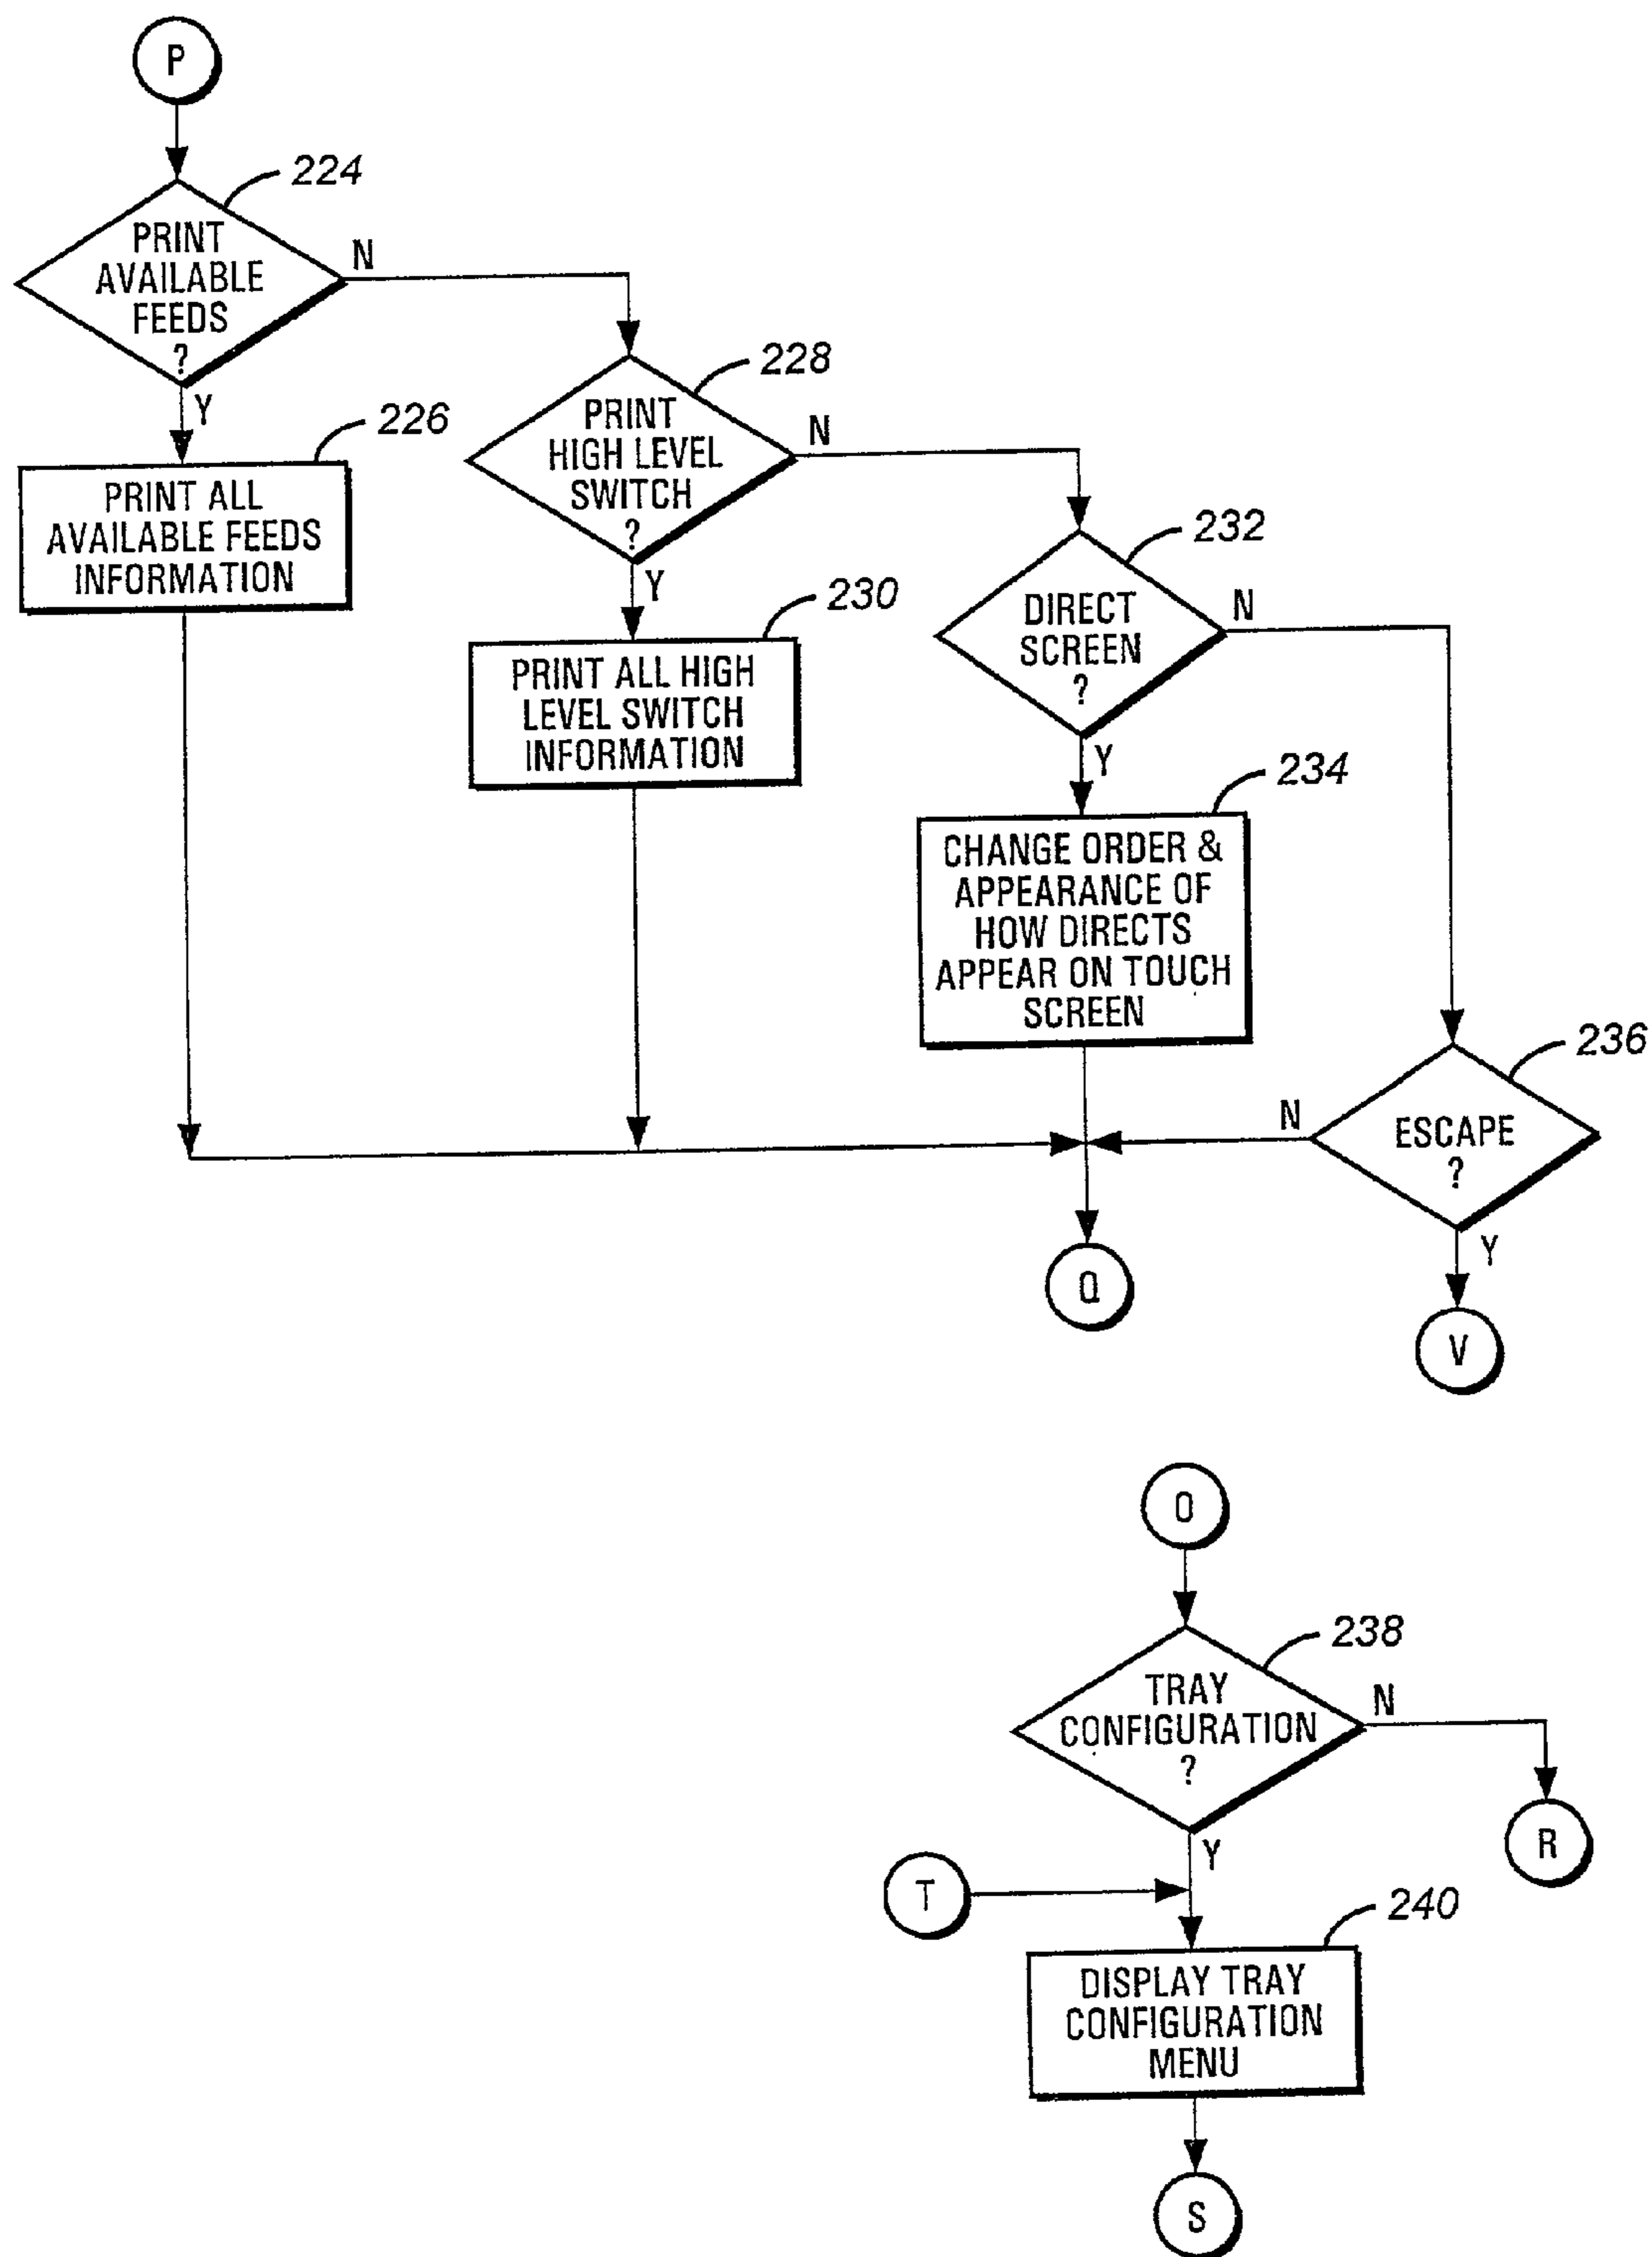 P
224
PRINT
AVAILABLE
FEEDS
?
N
Y
226
PRINT ALL
AVAILABLE FEEDS
INFORMATION
228
PRINT
HIGH LEVEL
SWITCH
?
N
Y
230
PRINT ALL HIGH
LEVEL SWITCH
INFORMATION
232
DIRECT
SCREEN
?
N
Y
234
CHANGE ORDER &
APPEARANCE OF
HOW DIRECTS
APPEAR ON TOUCH
SCREEN
236
ESCAPE
?
N
Y
Q
V
O
238
TRAY
CONFIGURATION
?
N
R
Y
T
240
DISPLAY TRAY
CONFIGURATION
MENU
S